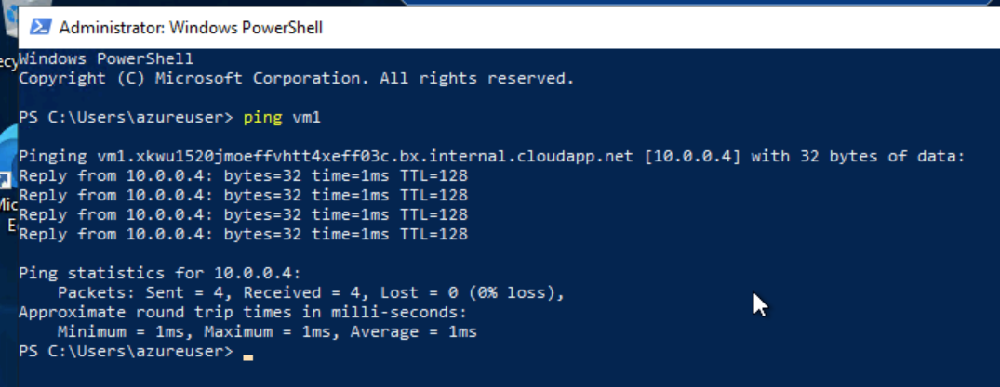 Administrator: Windows PowerShell
Windows PowerShell
Copyright (C) Microsoft Corporation. All rights reserved.
PS C:\Users\azureuser> ping vm1
Pinging vm1.xkwu1520jmoeffvhtt4xeff03c.bx.internal.cloudapp.net [10.0.0.4] with 32 bytes of data:
Reply from 10.0.0.4: bytes=32 time=1ms TTL=128
Reply from 10.0.0.4: bytes=32 time=1ms TTL=128
Reply from 10.0.0.4: bytes=32 time=1ms TTL=128
Reply from 10.0.0.4: bytes=32 time=1ms TTL=128
Ping statistics for 10.0.0.4:
Packets: Sent = 4, Received = 4, Lost = 0 (0% loss),
Approximate round trip times in milli-seconds:
Minimum = 1ms, Maximum = 1ms, Average = 1ms
PS C:\Users\azureuser>